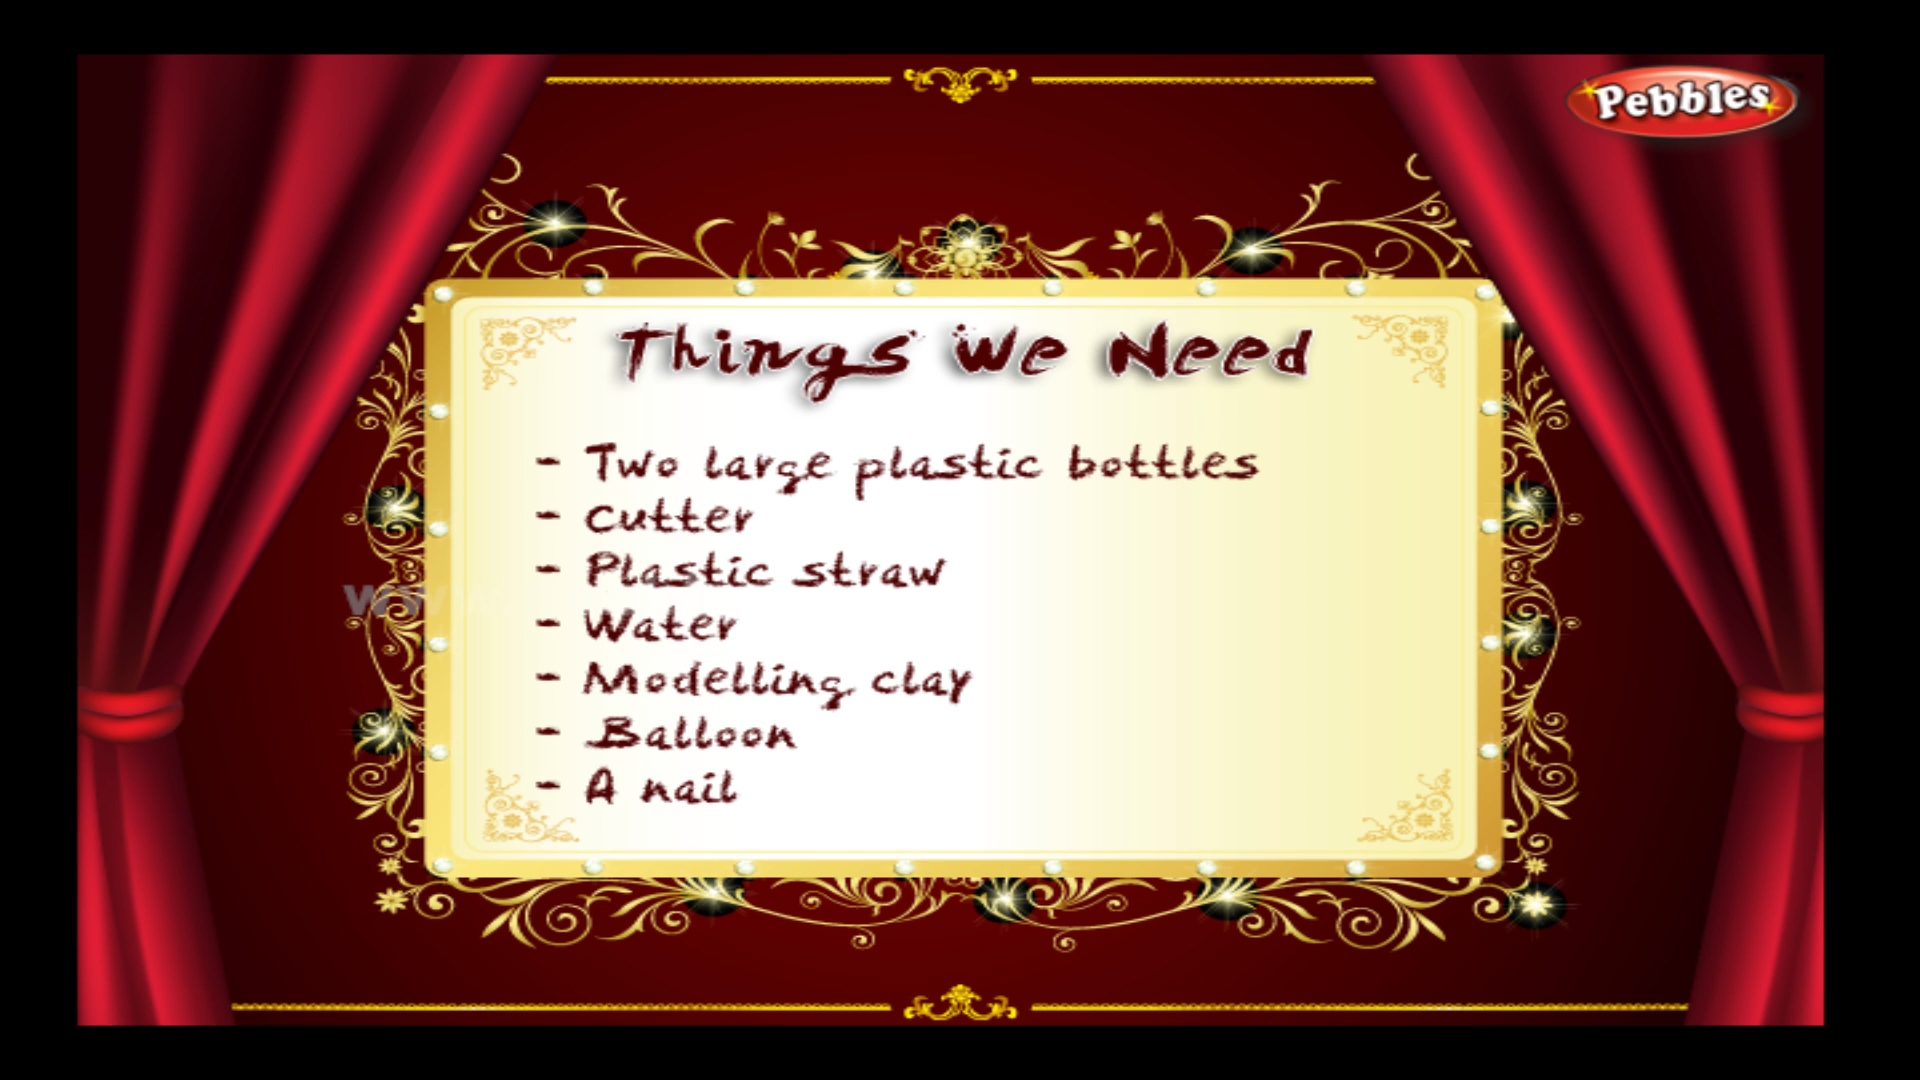 Pebbles
Things We Need
- Two large plastic bottles
- Cutter
- Plastic straw
- Water
- Modelling clay
- Balloon
- A nail